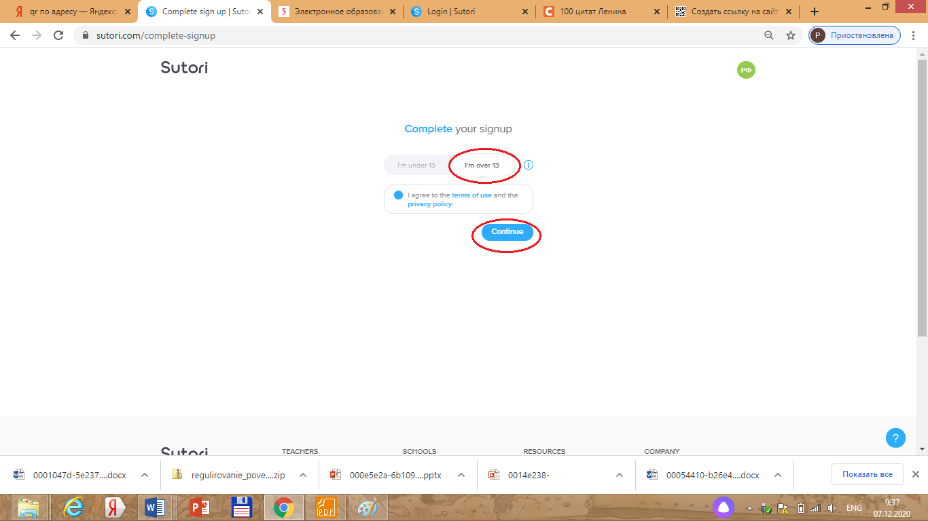 qr по адресу — Яндекс
Complete sign up | Suto
Электронное образован
Login | Sutori
100 цитат Ленина
Создать ссылку на сайт
sutori.com/complete-signup
P Приостановлена
Sutori
РФ
Complete your signup
I'm under 13
I'm over 13
I agree to the terms of use and the
privacy policy.
Continue
Sutori
TEACHERS
SCHOOLS
RESOURCES
COMPANY
?
0001047d-5e237....docx
regulirovanie_pove....zip
000e5e2a-6b109....pptx
0014e238-
00054410-b26e4....docx
Показать все
ENG
9:37
07.12.2020